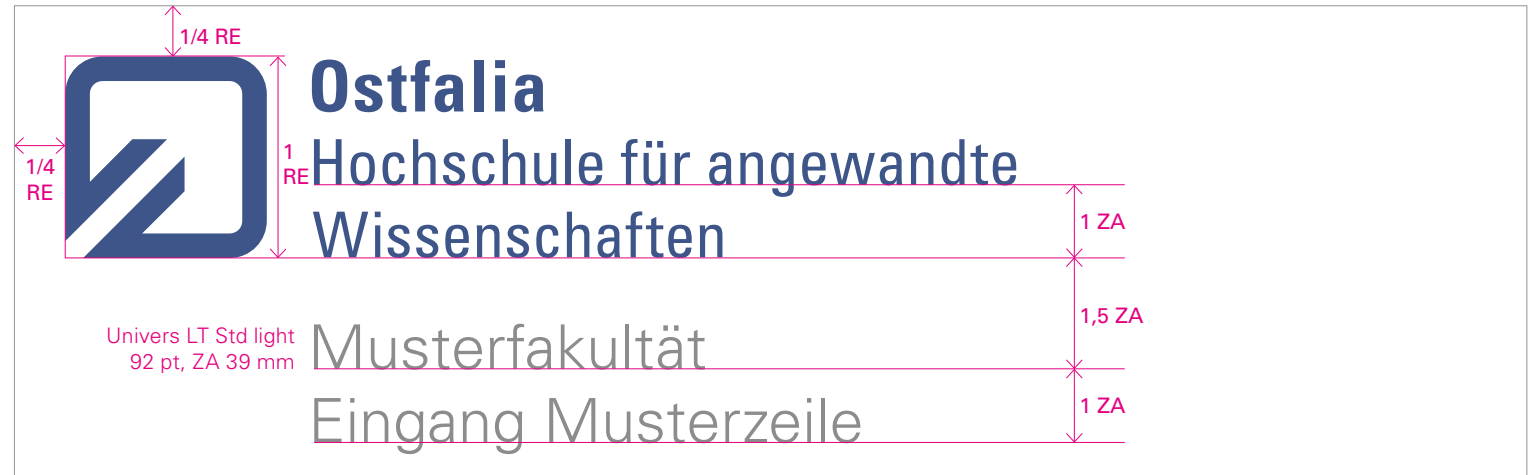 1/4 RE
Ostfalia
1/4
RE
1
RE
Hochschule für angewandte
Wissenschaften
1 ZA
1,5 ZA
Univers LT Std light
92 pt, ZA 39 mm
Musterfakultät
Eingang Musterzeile
1 ZA